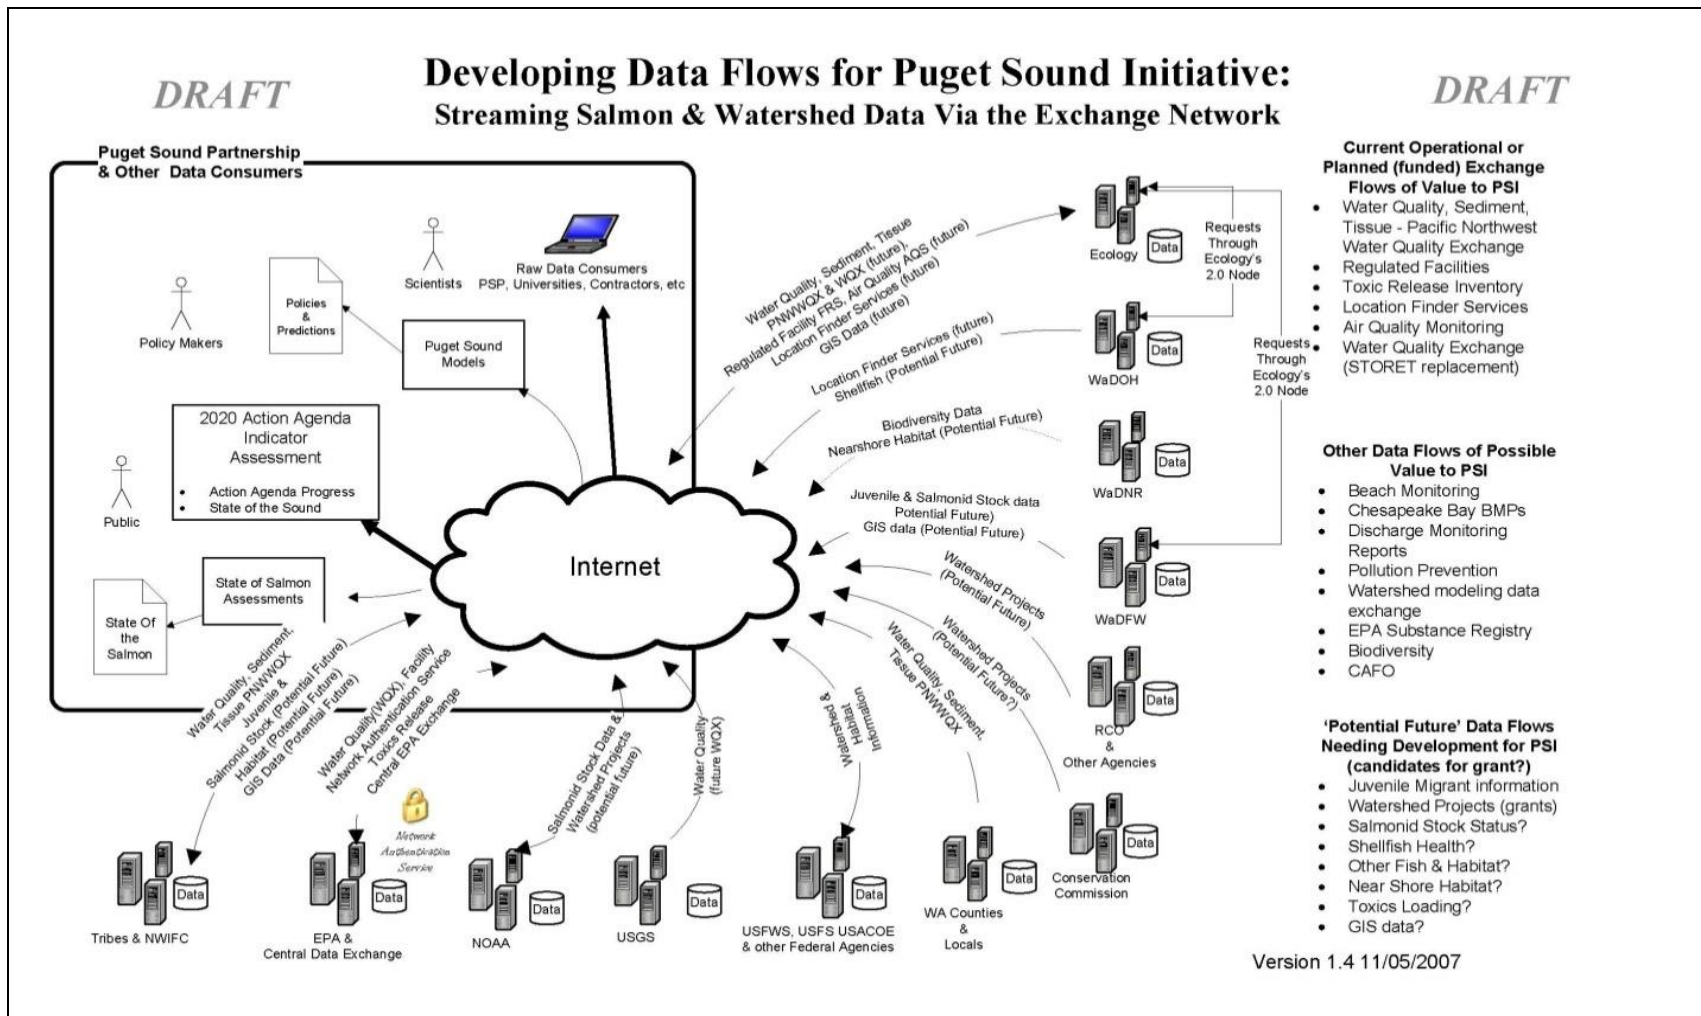 Developing Data Flows for Puget Sound Initiative:
Streaming Salmon & Watershed Data Via the Exchange Network
DRAFT
DRAFT
Puget Sound Partnership
& Other Data Consumers
Policy Makers
Policies
&
Predictions
Scientists
Raw Data Consumers
PSP, Universities, Contractors, etc
Puget Sound
Models
2020 Action Agenda
Indicator
Assessment
• Action Agenda Progress
• State of the Sound
Public
State of Salmon
Assessments
State Of
the
Salmon
Internet
Water Quality, Sediment, Tissue
PNWWQX & WQX (future),
Regulated Facility FRS, Air Quality AQS (future)
Location Finder Services (future)
GIS Data (future)
Location Finder Services (future)
Shellfish (Potential Future)
Biodiversity Data
Nearshore Habitat (Potential Future)
Juvenile & Salmonid Stock data
Potential Future)
GIS data (Potential Future)
Watershed Projects
(Potential Future)
Watershed Projects
(Potential Future?)
Water Quality, Sediment,
Tissue PNWWQX
Watershed &
Habitat
Information
Water Quality
(future WQX)
Salmonid Stock Data &
Watershed Projects
(potential future)
Water Quality(WQX), Facility
Network Authentication Service
Toxics Release
Central EPA Exchange
Water Quality, Sediment,
Tissue PNWWQX
Juvenile &
Salmonid Stock (Potential Future)
Habitat (Potential Future)
GIS Data (Potential Future)
Data
Ecology
Requests
Through
Ecology's
2.0 Node
Data
WaDOH
Requests
Through
Ecology's
2.0 Node
Data
WaDNR
Data
WaDFW
Data
RCO
&
Other Agencies
Data
Conservation
Commission
Data
WA Counties
&
Locals
Data
USFWS, USFS USACOE
& other Federal Agencies
Data
USGS
Data
NOAA
Network
Authentication
Service
Data
EPA &
Central Data Exchange
Data
Tribes & NWIFC
Current Operational or
Planned (funded) Exchange
Flows of Value to PSI
• Water Quality, Sediment,
Tissue - Pacific Northwest
Water Quality Exchange
• Regulated Facilities
• Toxic Release Inventory
• Location Finder Services
• Air Quality Monitoring
• Water Quality Exchange
(STORET replacement)
Other Data Flows of Possible
Value to PSI
• Beach Monitoring
• Chesapeake Bay BMPs
• Discharge Monitoring
Reports
• Pollution Prevention
• Watershed modeling data
exchange
• EPA Substance Registry
• Biodiversity
• CAFO
'Potential Future' Data Flows
Needing Development for PSI
(candidates for grant?)
• Juvenile Migrant information
• Watershed Projects (grants)
• Salmonid Stock Status?
• Shellfish Health?
• Other Fish & Habitat?
• Near Shore Habitat?
• Toxics Loading?
• GIS data?
Version 1.4 11/05/2007